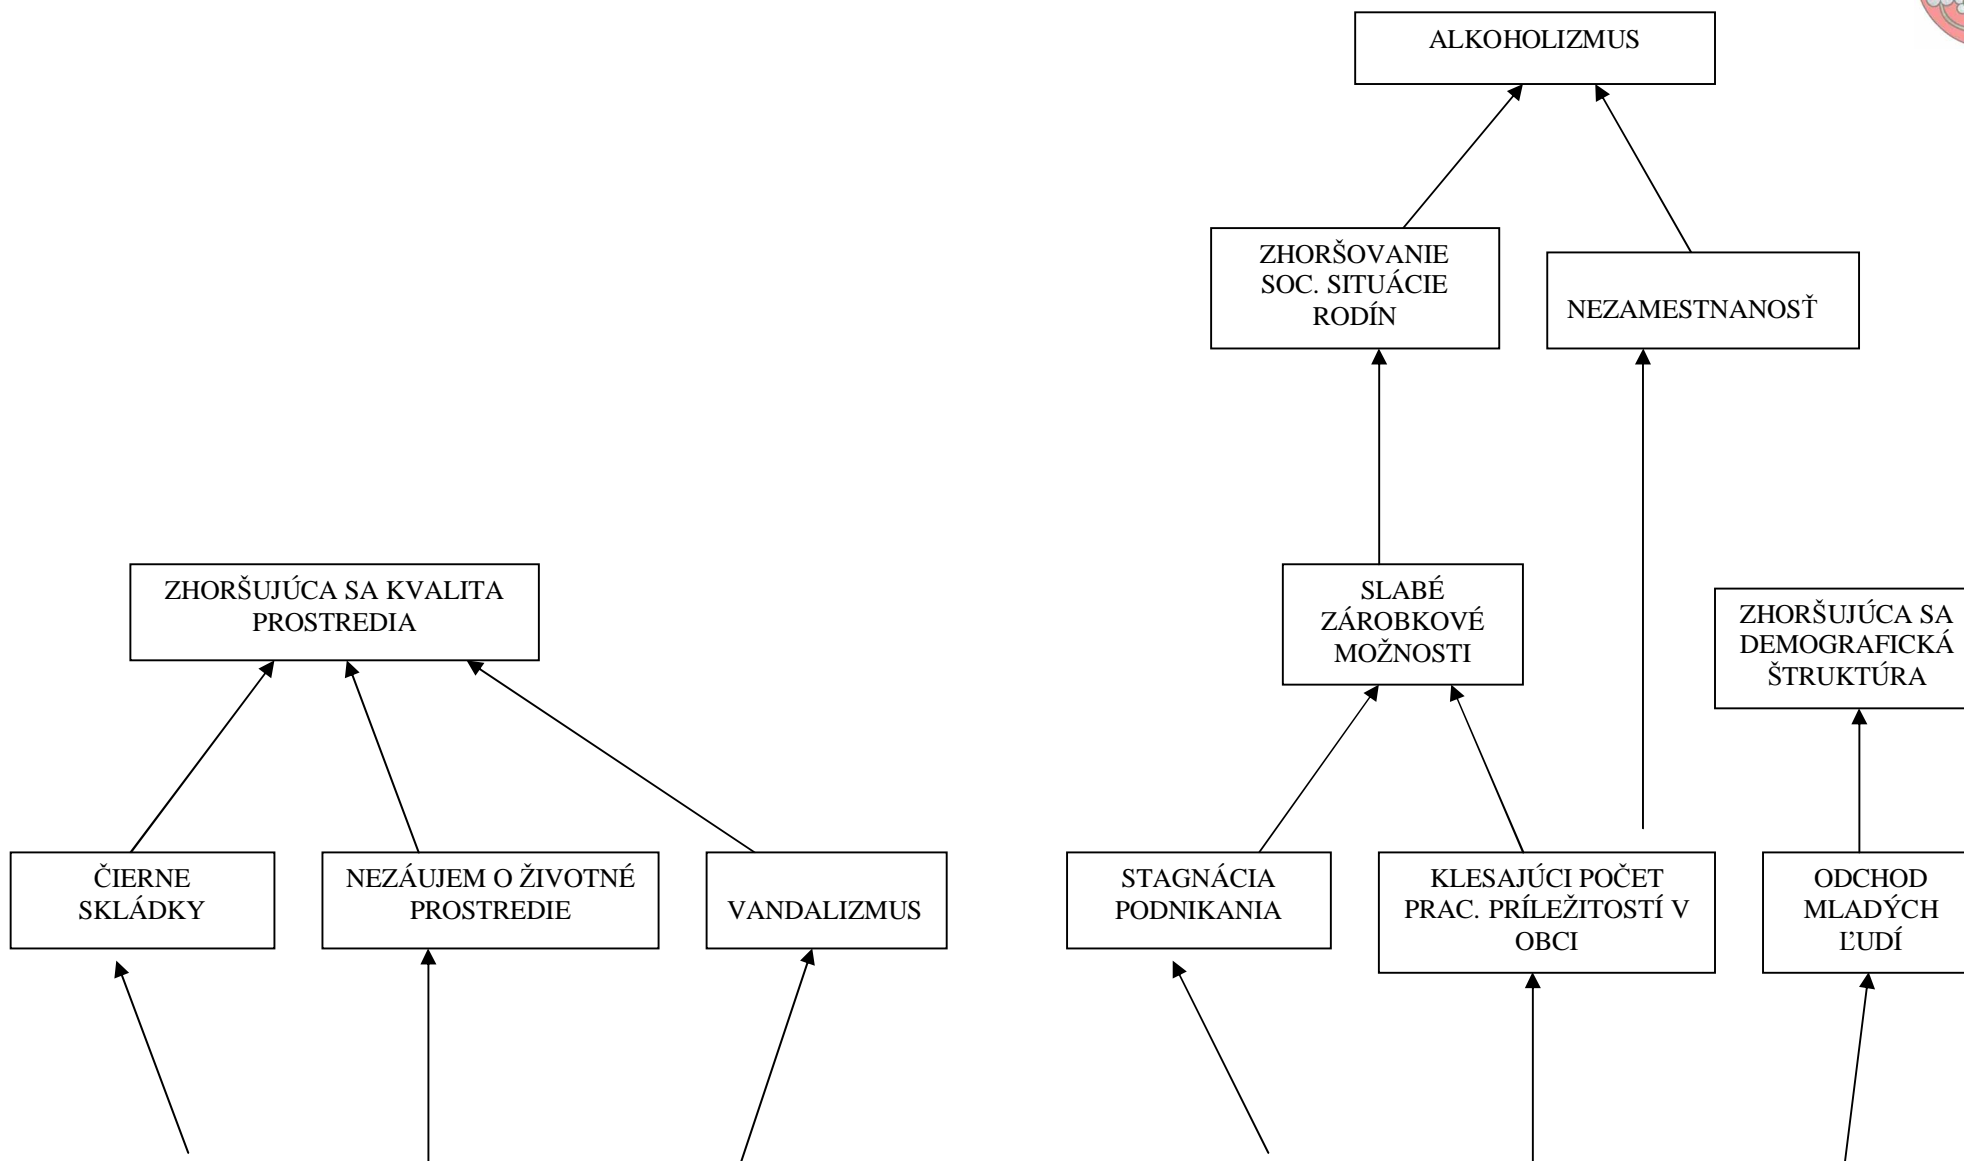 ALKOHOLIZMUS
ZHORŠOVANIE
SOC. SITUÁCIE
RODÍN
NEZAMESTNANOSŤ
ZHORŠUJÚCA SA KVALITA
PROSTREDIA
SLABÉ
ZÁROBKOVÉ
MOŽNOSTI
ZHORŠUJÚCA SA
DEMOGRAFICKÁ
ŠTRUKTÚRA
ČIERNE
SKLÁDKY
NEZÁUJEM O ŽIVOTNÉ
PROSTREDIE
VANDALIZMUS
STAGNÁCIA
PODNIKANIA
KLESAJÚCI POČET
PRAC. PRÍLEŽITOSTÍ V
OBCI
ODCHOD
MLADÝCH
ĽUDÍ